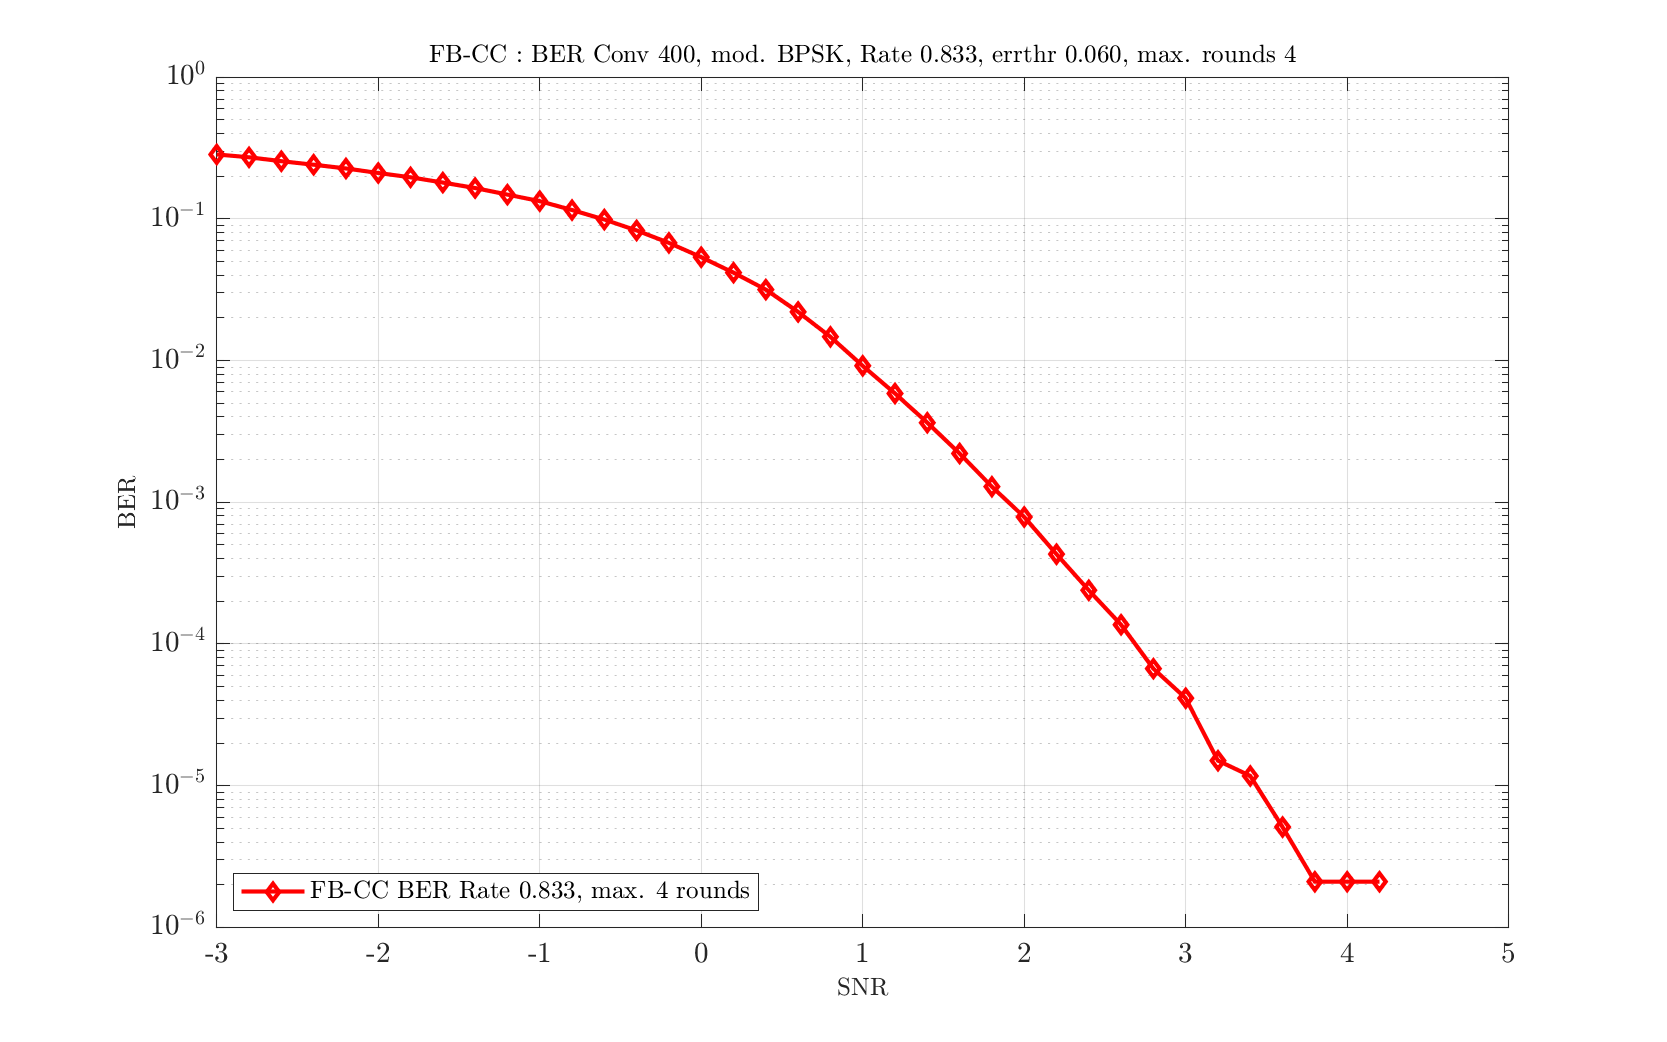 FB-CC : BER Conv 400, mod. BPSK, Rate 0.833, errthr 0.060, max. rounds 4
10^0
10^-1
10^-2
10^-3
10^-4
10^-5
10^-6
BER
FB-CC BER Rate 0.833, max. 4 rounds
-3 -2 -1 0 1 2 3 4 5
SNR